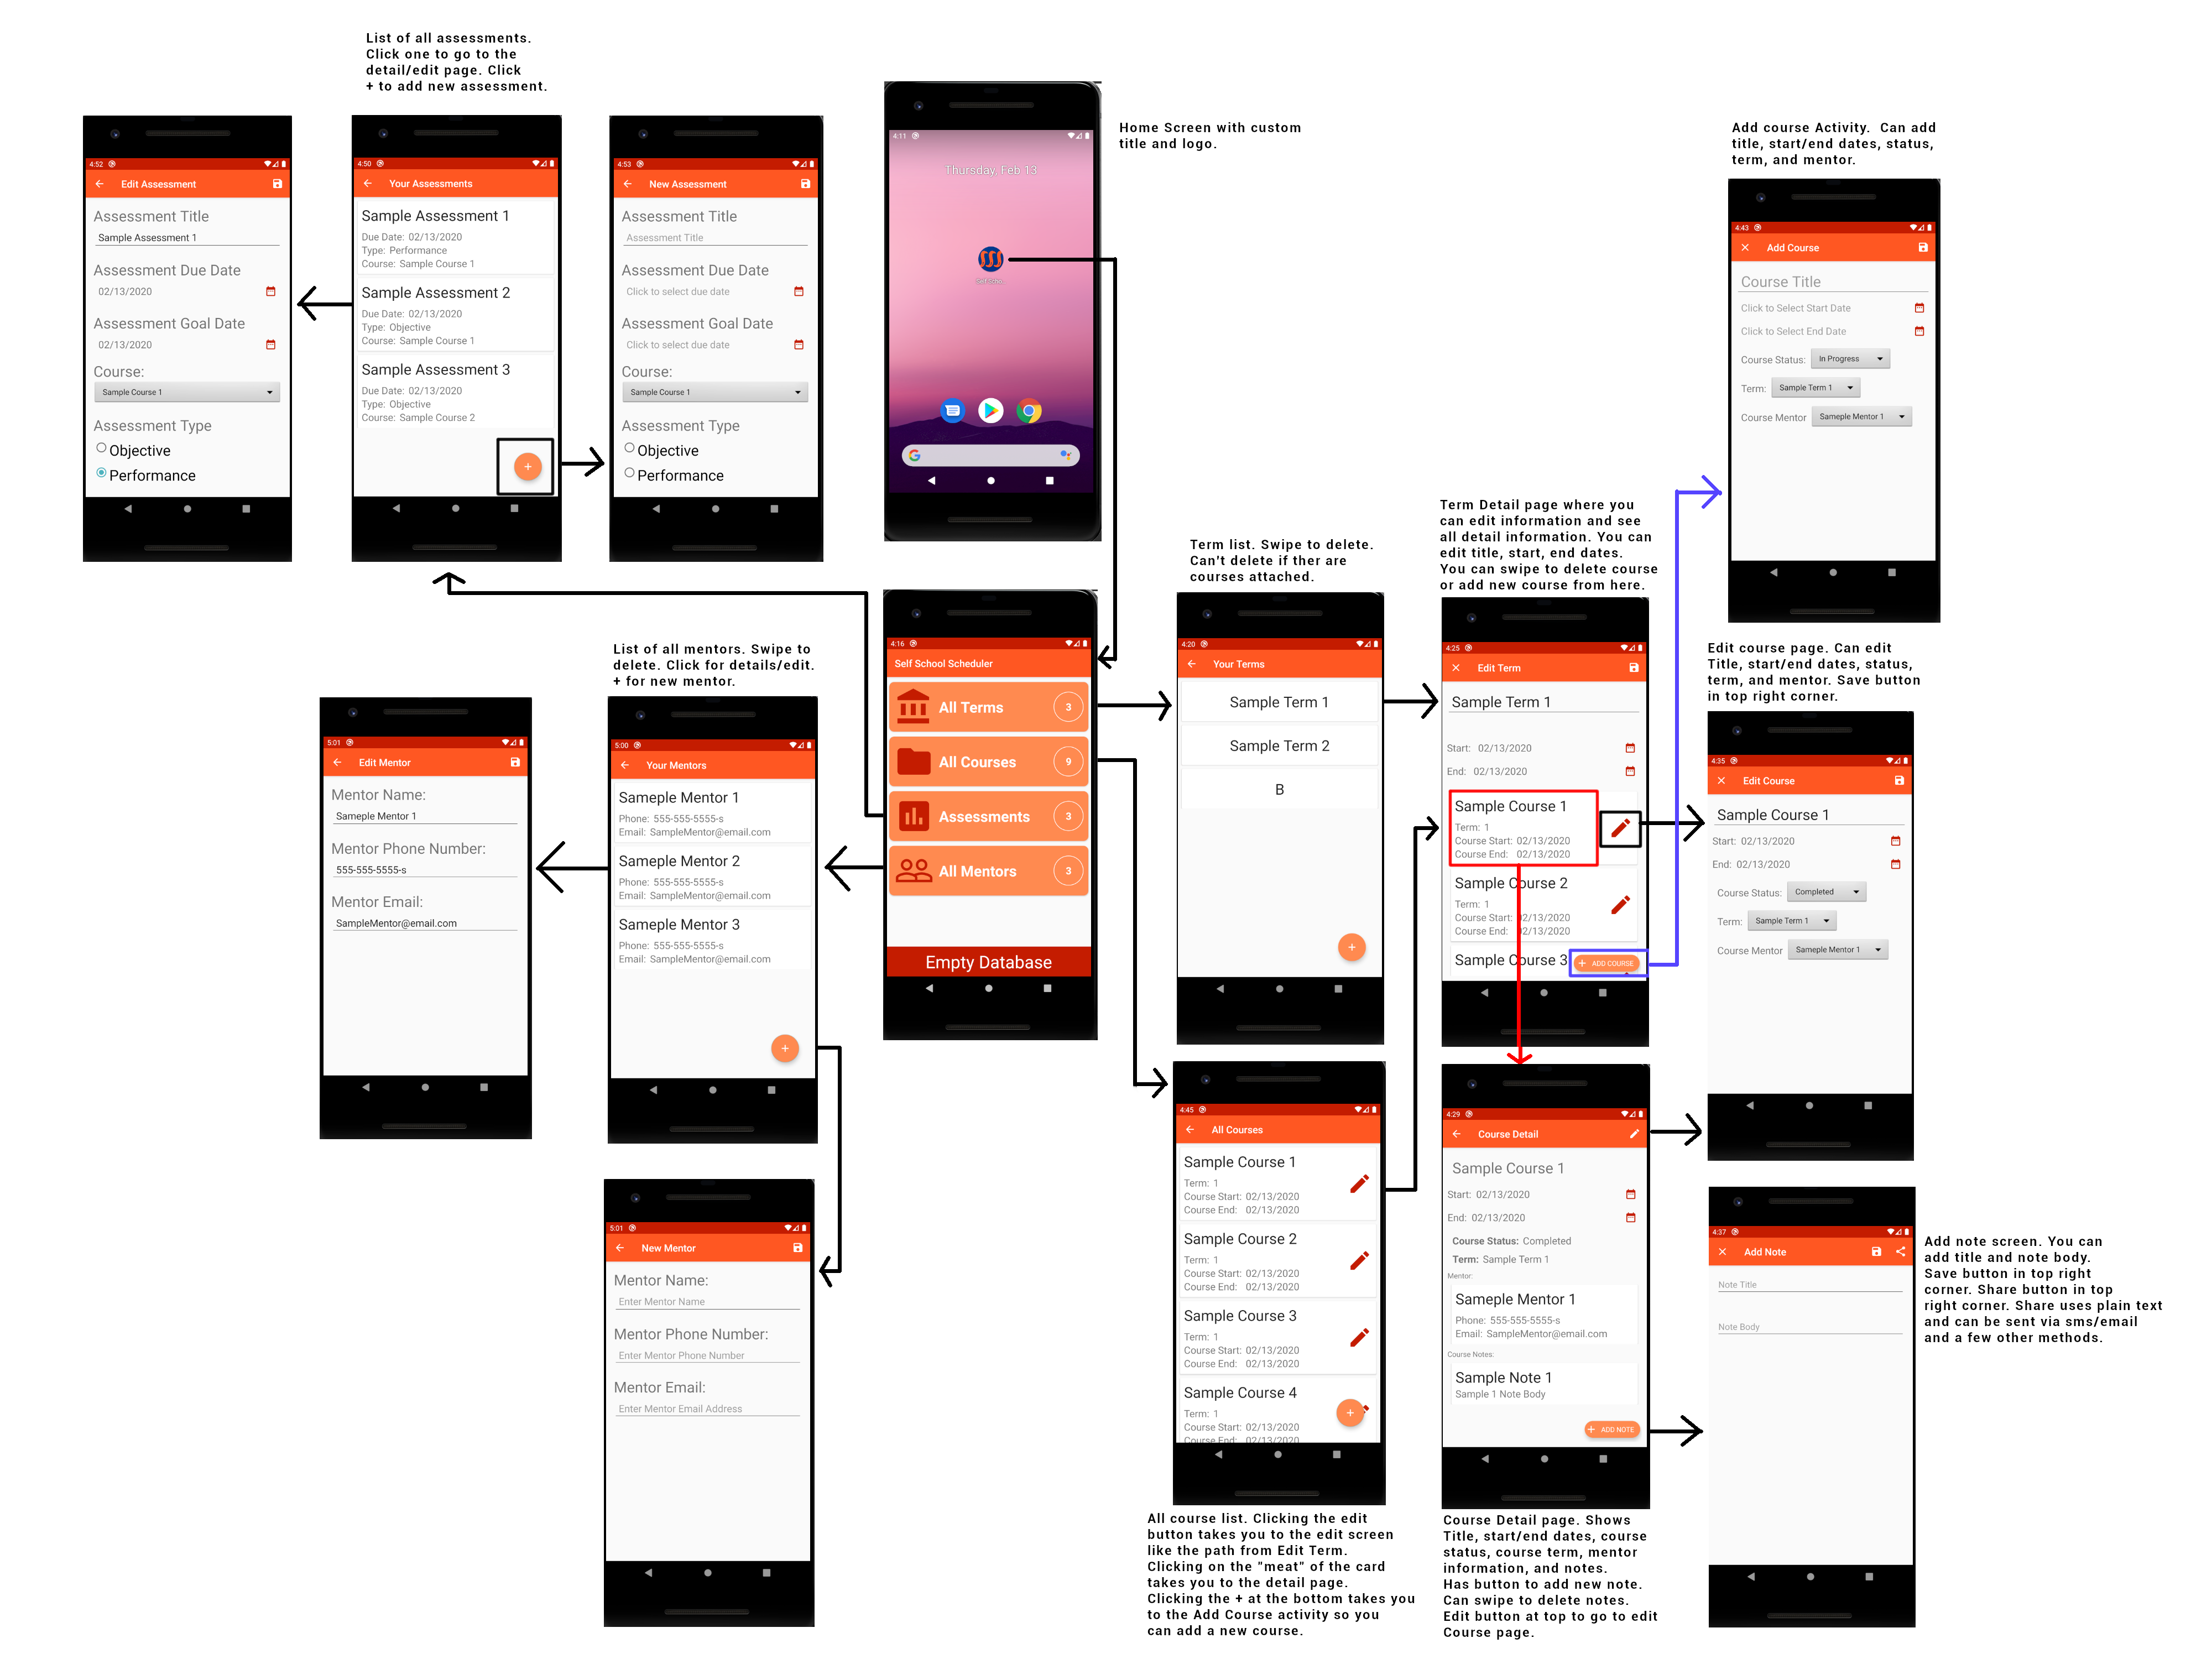 List of all assessments.
Click one to go to the
detail/edit page. Click
+ to add new assessment.
4:52
Edit Assessment
Assessment Title
Sample Assessment 1
Assessment Due Date
02/13/2020
Assessment Goal Date
02/13/2020
Course:
Sample Course 1
Assessment Type
Objective
Performance
4:50
Your Assessments
Sample Assessment 1
Due Date: 02/13/2020
Type: Performance
Course: Sample Course 1
Sample Assessment 2
Due Date: 02/13/2020
Type: Objective
Course: Sample Course 1
Sample Assessment 3
Due Date: 02/13/2020
Type: Objective
Course: Sample Course 2
+
4:53
New Assessment
Assessment Title
Assessment Title
Assessment Due Date
Click to select due date
Assessment Goal Date
Click to select due date
Course:
Sample Course 1
Assessment Type
Objective
Performance
4:11
Thursday, Feb 13
SSS
G
Home Screen with custom
title and logo.
Add course Activity. Can add
title, start/end dates, status,
term, and mentor.
4:43
Add Course
Course Title
Click to Select Start Date
Click to Select End Date
Course Status: In Progress
Term: Sample Term 1
Course Mentor Sameple Mentor 1
4:16
Self School Scheduler
All Terms 3
All Courses 9
Assessments 3
All Mentors 3
Empty Database
Term list. Swipe to delete.
Can't delete if ther are
courses attached.
4:20
Your Terms
Sample Term 1
Sample Term 2
B
+
Term Detail page where you
can edit information and see
all detail information. You can
edit title, start, end dates.
You can swipe to delete course
or add new course from here.
4:25
Edit Term
Sample Term 1
Start: 02/13/2020
End: 02/13/2020
Sample Course 1
Term: 1
Course Start: 02/13/2020
Course End: 02/13/2020
Sample Course 2
Term: 1
Course Start: 02/13/2020
Course End: 02/13/2020
Sample Course 3
+ ADD COURSE
Edit course page. Can edit
Title, start/end dates, status,
term, and mentor. Save button
in top right corner.
4:35
Edit Course
Sample Course 1
Start: 02/13/2020
End: 02/13/2020
Course Status: Completed
Term: Sample Term 1
Course Mentor Sameple Mentor 1
List of all mentors. Swipe to
delete. Click for details/edit.
+ for new mentor.
5:01
Edit Mentor
Mentor Name:
Sameple Mentor 1
Mentor Phone Number:
555-555-5555-s
Mentor Email:
SampleMentor@email.com
5:00
Your Mentors
Sameple Mentor 1
Phone: 555-555-5555-s
Email: SampleMentor@email.com
Sameple Mentor 2
Phone: 555-555-5555-s
Email: SampleMentor@email.com
Sameple Mentor 3
Phone: 555-555-5555-s
Email: SampleMentor@email.com
+
5:01
New Mentor
Mentor Name:
Enter Mentor Name
Mentor Phone Number:
Enter Mentor Phone Number
Mentor Email:
Enter Mentor Email Address
4:45
All Courses
Sample Course 1
Term: 1
Course Start: 02/13/2020
Course End: 02/13/2020
Sample Course 2
Term: 1
Course Start: 02/13/2020
Course End: 02/13/2020
Sample Course 3
Term: 1
Course Start: 02/13/2020
Course End: 02/13/2020
Sample Course 4
Term: 1
Course Start: 02/13/2020
Course End: 02/13/2020
+
All course list. Clicking the edit
button takes you to the edit screen
like the path from Edit Term.
Clicking on the "meat" of the card
takes you to the detail page.
Clicking the + at the bottom takes you
to the Add Course activity so you
can add a new course.
4:29
Course Detail
Sample Course 1
Start: 02/13/2020
End: 02/13/2020
Course Status: Completed
Term: Sample Term 1
Mentor:
Sameple Mentor 1
Phone: 555-555-5555-s
Email: SampleMentor@email.com
Course Notes:
Sample Note 1
Sample 1 Note Body
+ ADD NOTE
Course Detail page. Shows
Title, start/end dates, course
status, course term, mentor
information, and notes.
Has button to add new note.
Can swipe to delete notes.
Edit button at top to go to edit
Course page.
4:37
Add Note
Note Title
Note Body
Add note screen. You can
add title and note body.
Save button in top right
corner. Share button in top
right corner. Share uses plain text
and can be sent via sms/email
and a few other methods.